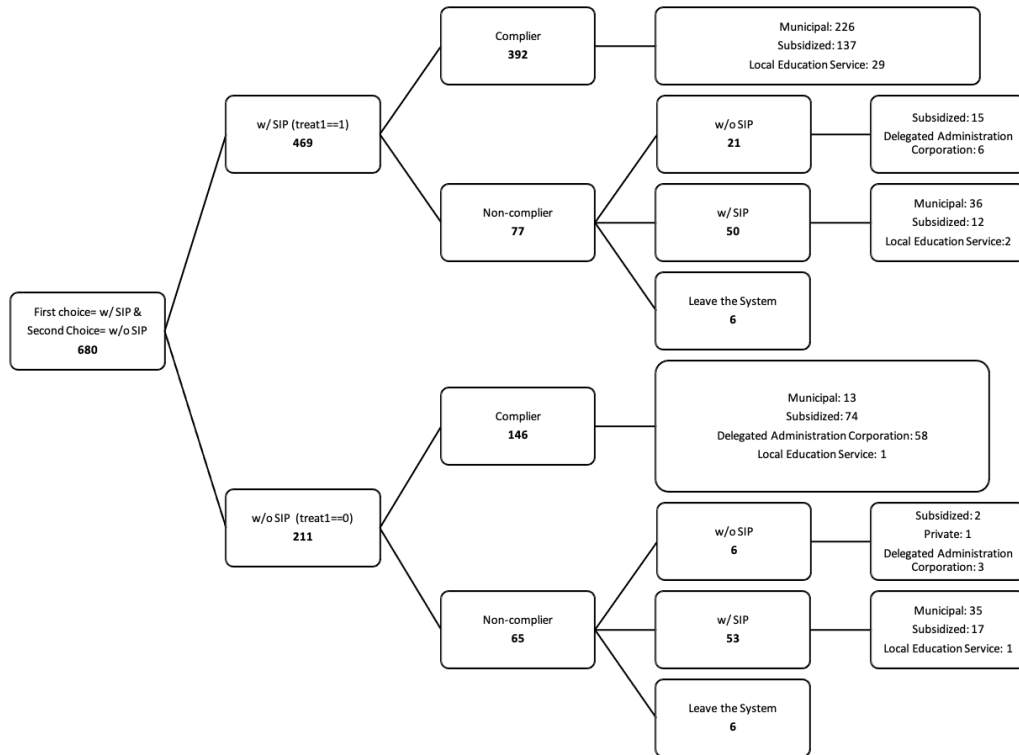 First choice= w/ SIP &
Second Choice= w/o SIP
680
w/ SIP (treat1==1)
469
Complier
392
Municipal: 226
Subsidized: 137
Local Education Service: 29
Non-complier
77
w/o SIP
21
Subsidized: 15
Delegated Administration
Corporation: 6
w/ SIP
50
Municipal: 36
Subsidized: 12
Local Education Service:2
Leave the System
6
w/o SIP (treat1==0)
211
Complier
146
Municipal: 13
Subsidized: 74
Delegated Administration Corporation: 58
Local Education Service: 1
Non-complier
65
w/o SIP
6
Subsidized: 2
Private: 1
Delegated Administration
Corporation: 3
w/ SIP
53
Municipal: 35
Subsidized: 17
Local Education Service: 1
Leave the System
6